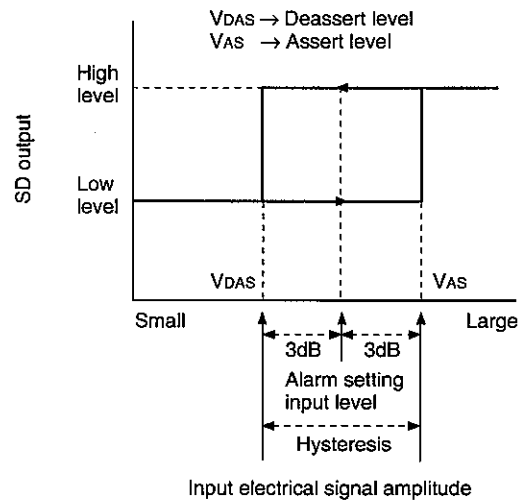 VDAS → Deassert level
VAS → Assert level
High
level
SD output
Low
level
VDAS
VAS
Small
Large
3dB
3dB
Alarm setting
input level
Hysteresis
Input electrical signal amplitude